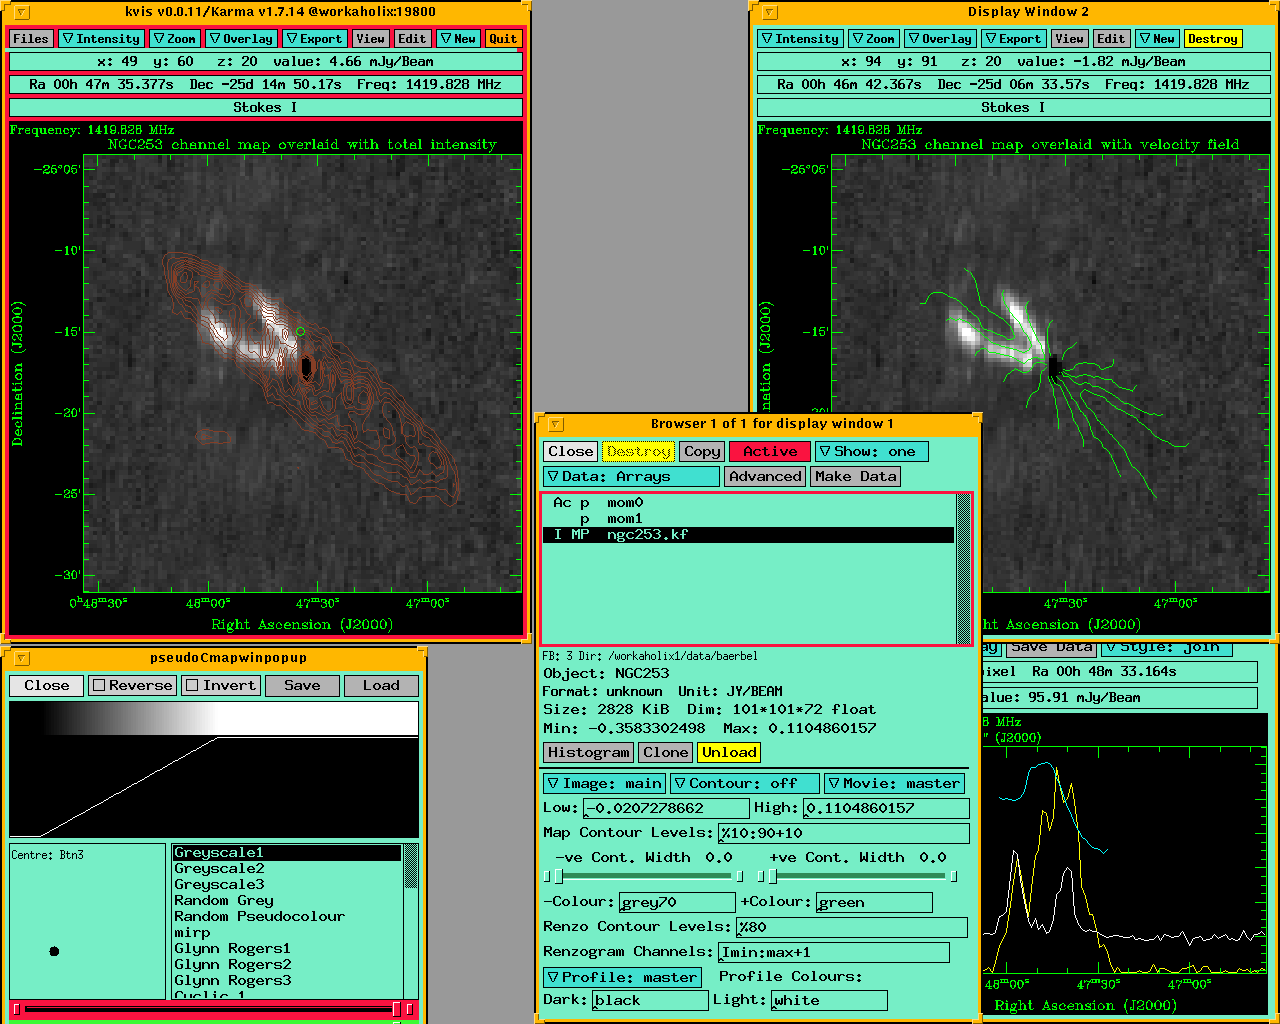 kvis v0.0.11/Karma v1.7.14 @workaholix:19800
Files Intensity Zoom Overlay Export View Edit New Quit
x: 49 y: 60 z: 20 value: 4.66 mJy/Beam
Ra 00h 47m 35.377s Dec -25d 14m 50.17s Freq: 1419.828 MHz
Stokes I
Frequency: 1419.828 MHz
NGC253 channel map overlaid with total intensity
-25°05'
-10'
-15'
-20'
-25'
-30'
Declination (J2000)
0h48m30s 48m00s 47m30s 47m00s
Right Ascension (J2000)
Display Window 2
Intensity Zoom Overlay Export View Edit New Destroy
x: 94 y: 91 z: 20 value: -1.82 mJy/Beam
Ra 00h 46m 42.367s Dec -25d 06m 33.57s Freq: 1419.828 MHz
Stokes I
Frequency: 1419.828 MHz
NGC253 channel map overlaid with velocity field
-25°05'
-10'
-15'
-20'
Declination (J2000)
47m30s 47m00s
Right Ascension (J2000)
pseudoCmapwinpopup
Close Reverse Invert Save Load
Centre: Btn3
Greyscale1
Greyscale2
Greyscale3
Random Grey
Random Pseudocolour
mirp
Glynn Rogers1
Glynn Rogers2
Glynn Rogers3
Cyclic 1
Browser 1 of 1 for display window 1
Close Destroy Copy Active Show: one
Data: Arrays Advanced Make Data
Ac p mom0
p mom1
I MP ngc253.kf
FB: 3 Dir: /workaholix1/data/baerbel
Object: NGC253
Format: unknown Unit: JY/BEAM
Size: 2828 KiB Dim: 101*101*72 float
Min: -0.3583302498 Max: 0.1104860157
Histogram Clone Unload
Image: main Contour: off Movie: master
Low: -0.0207278662 High: 0.1104860157
Map Contour Levels: %10:90+10
-ve Cont. Width 0.0 +ve Cont. Width 0.0
-Colour: grey70 +Colour: green
Renzo Contour Levels: %80
Renzogram Channels: Imin:max+1
Profile: master Profile Colours:
Dark: black Light: white
Save Data Style: join
pixel Ra 00h 48m 33.164s
alue: 95.91 mJy/Beam
8 MHz
" (J2000)
48m00s 47m30s 47m00s
Right Ascension (J2000)